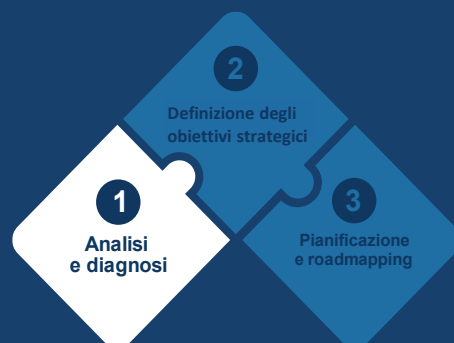 1
Analisi
e diagnosi
2
Definizione degli
obiettivi strategici
3
Pianificazione
e roadmapping